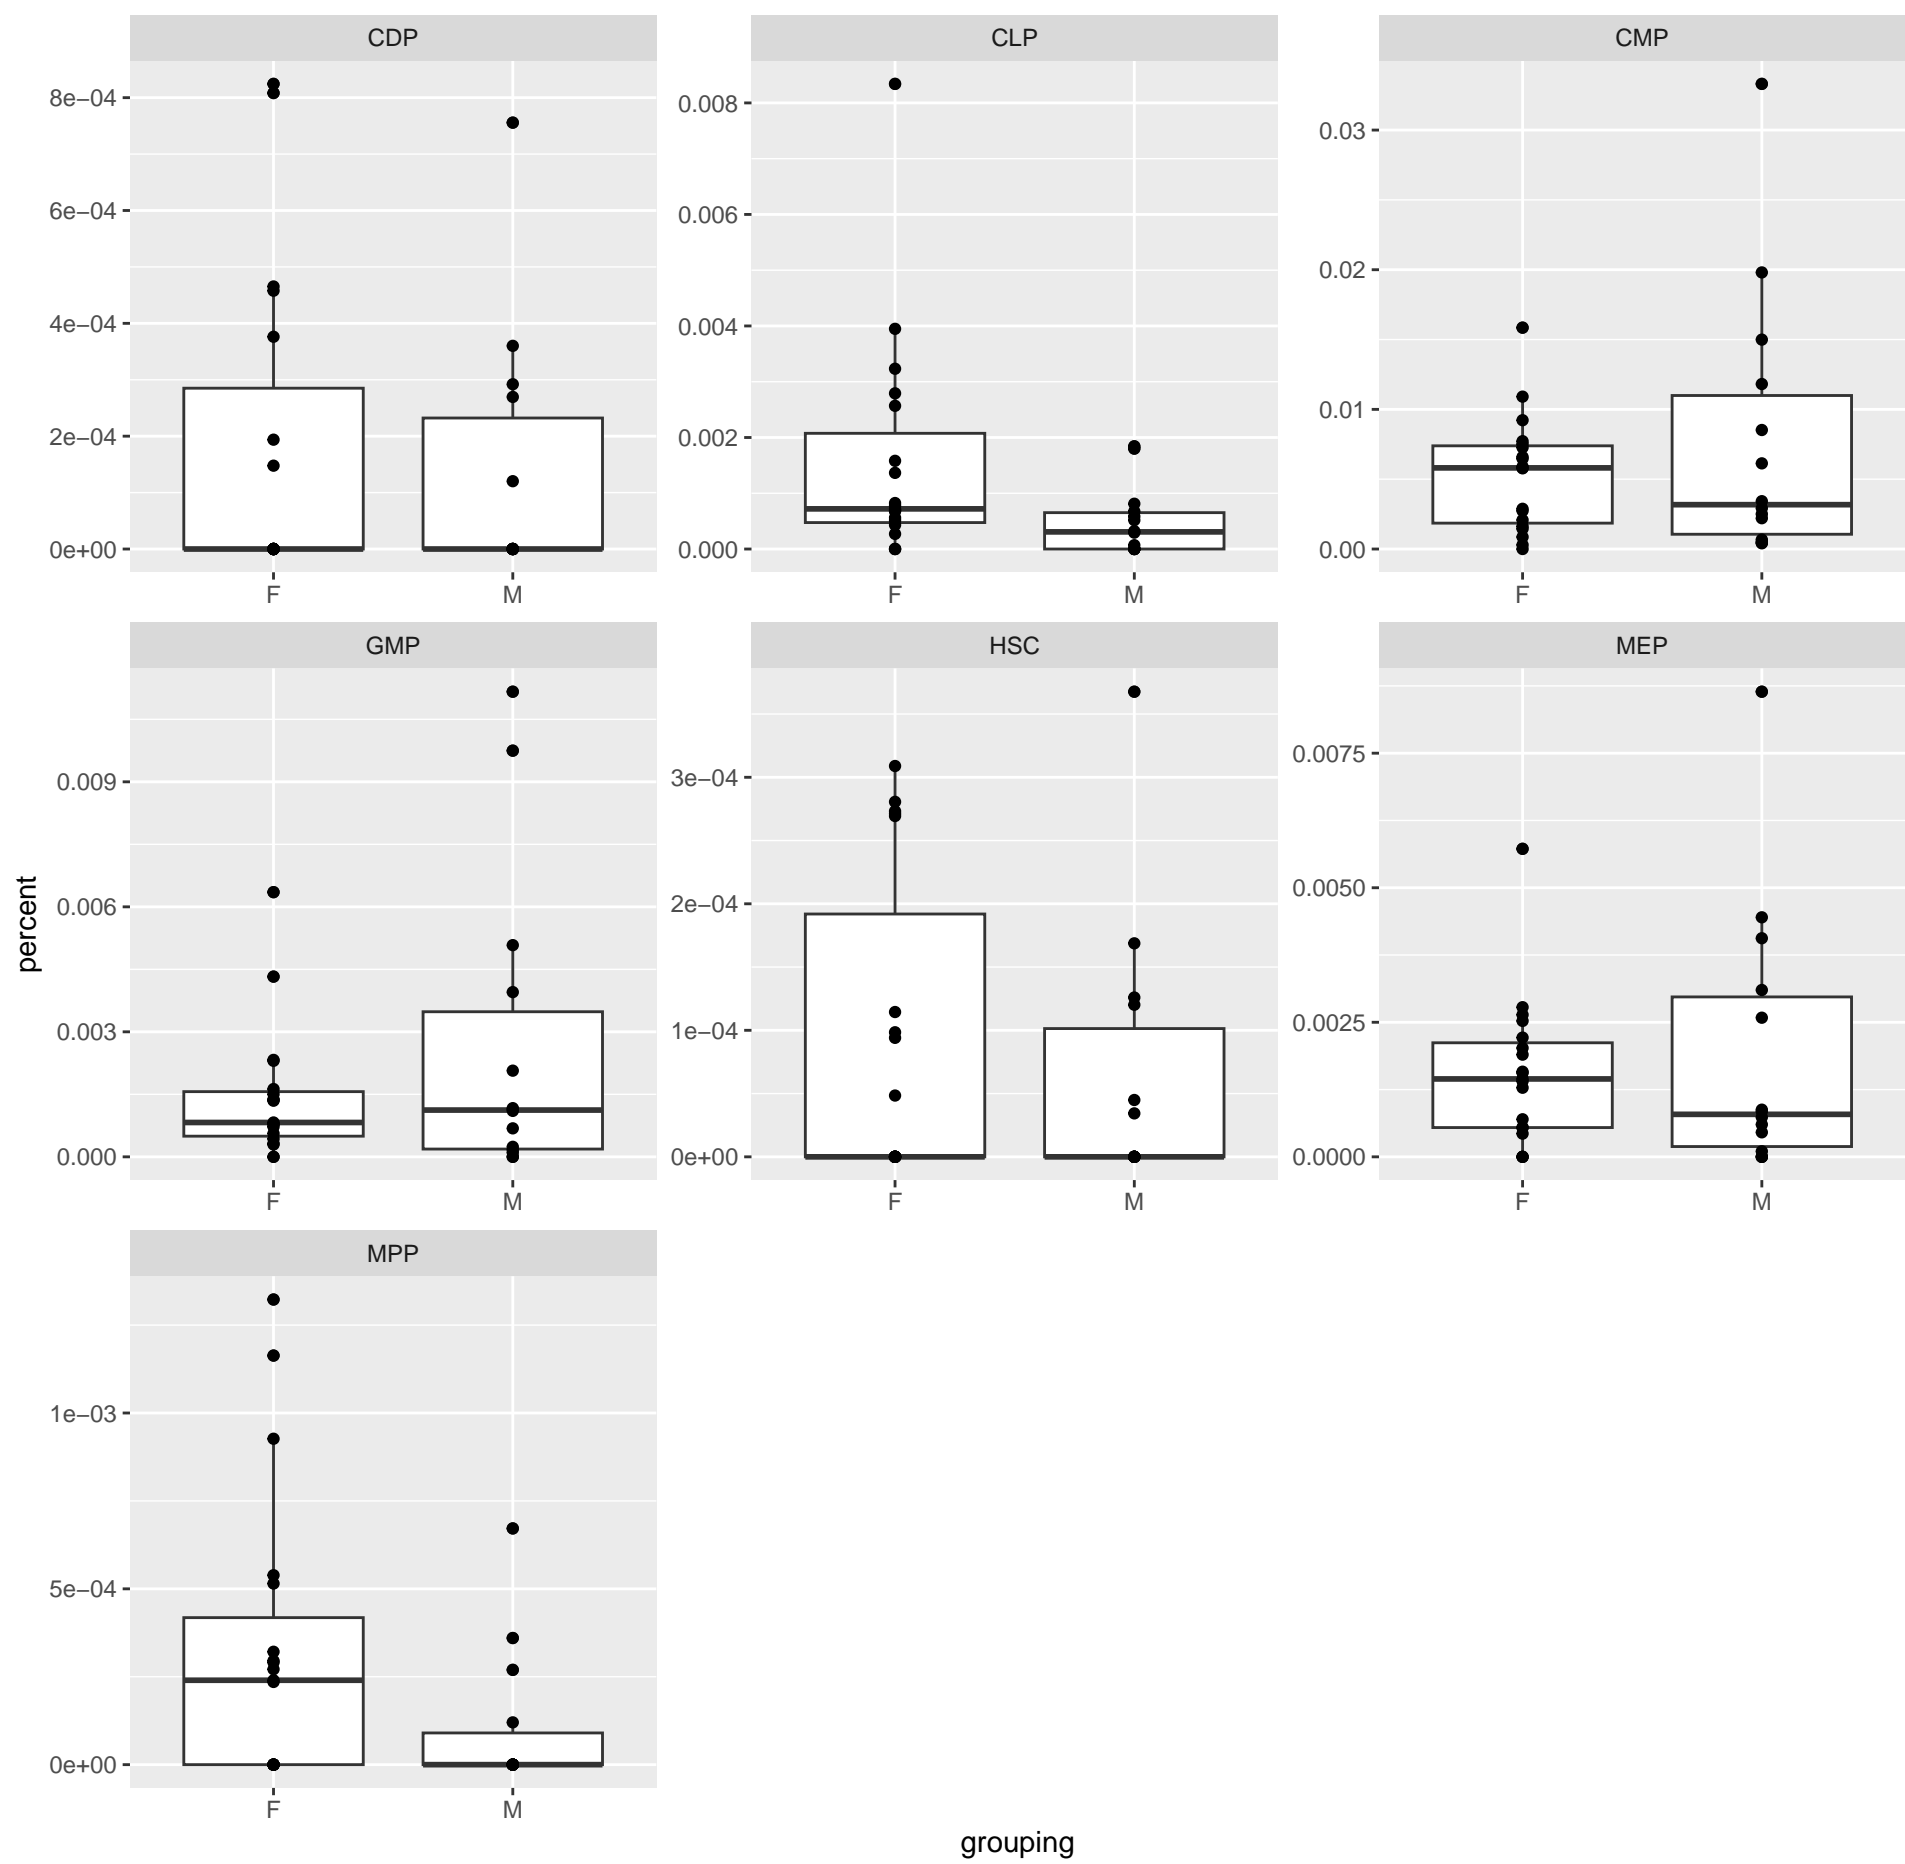 CDP
CLP
CMP
8e−04
6e−04
4e−04
2e−04
0e+00
0.008
0.006
0.004
0.002
0.000
0.03
0.02
0.01
0.00
F
M
F
M
F
M
GMP
HSC
MEP
0.009
0.006
0.003
0.000
3e−04
2e−04
1e−04
0e+00
0.0075
0.0050
0.0025
0.0000
F
M
F
M
F
M
percent
MPP
1e−03
5e−04
0e+00
F
M
grouping